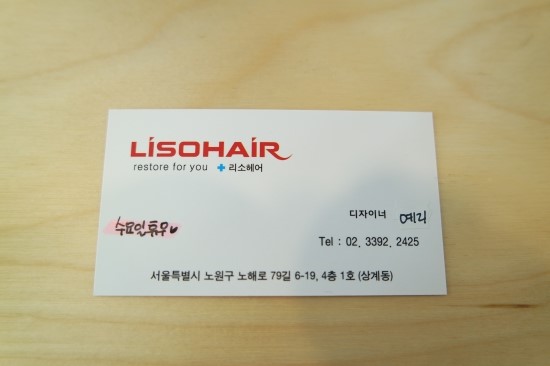 LiSOHAiR
restore for you + 리소헤어
디자이너 예리
수요일 휴무♥
Tel : 02. 3392. 2425
서울특별시 노원구 노해로 79길 6-19, 4층 1호 (상계동)